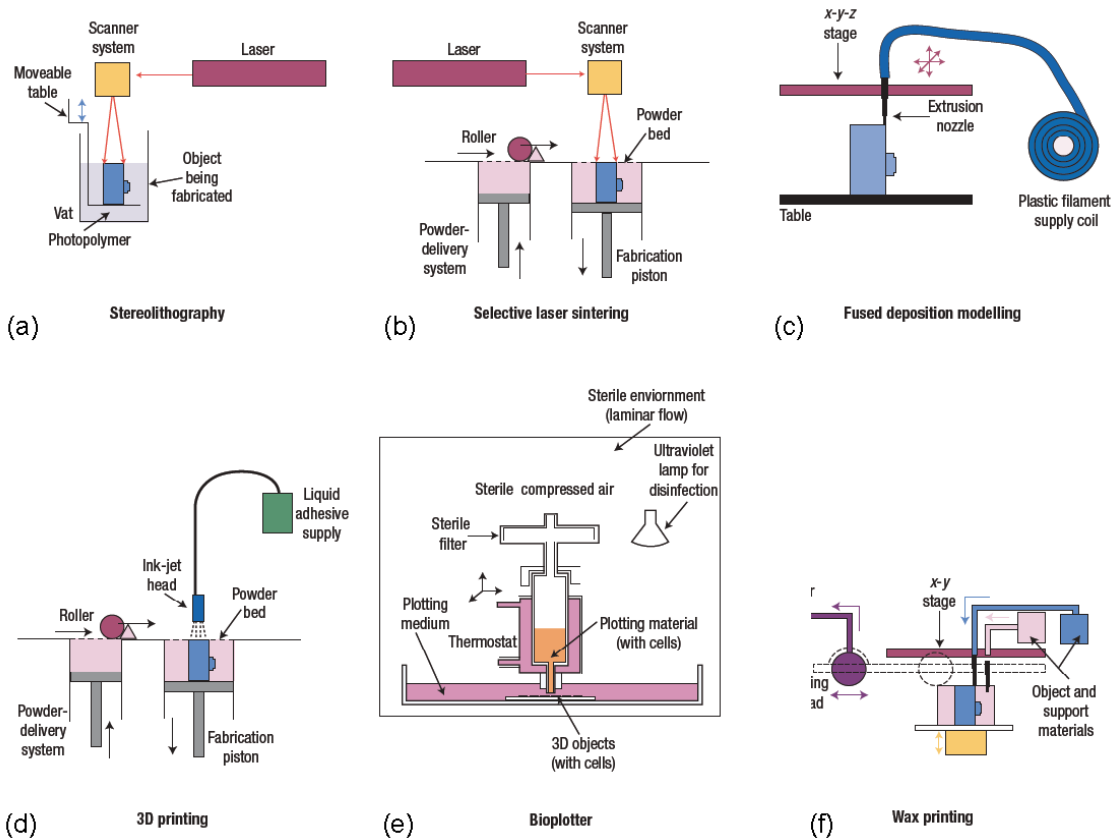 Scanner
system
Laser
Moveable
table
Object
being
fabricated
Vat
Photopolymer
(a)
Stereolithography
Laser
Scanner
system
Powder
bed
Roller
Powder-
delivery
system
Fabrication
piston
(b)
Selective laser sintering
x-y-z
stage
Extrusion
nozzle
Table
Plastic filament
supply coil
(c)
Fused deposition modelling
Liquid
adhesive
supply
Ink-jet
head
Powder
bed
Roller
Powder-
delivery
system
Fabrication
piston
(d)
3D printing
Sterile enviornment
(laminar flow)
Ultraviolet
lamp for
disinfection
Sterile compressed air
Sterile
filter
Plotting
medium
Thermostat
Plotting material
(with cells)
3D objects
(with cells)
(e)
Bioplotter
r
x-y
stage
ing
ad
Object and
support
materials
(f)
Wax printing